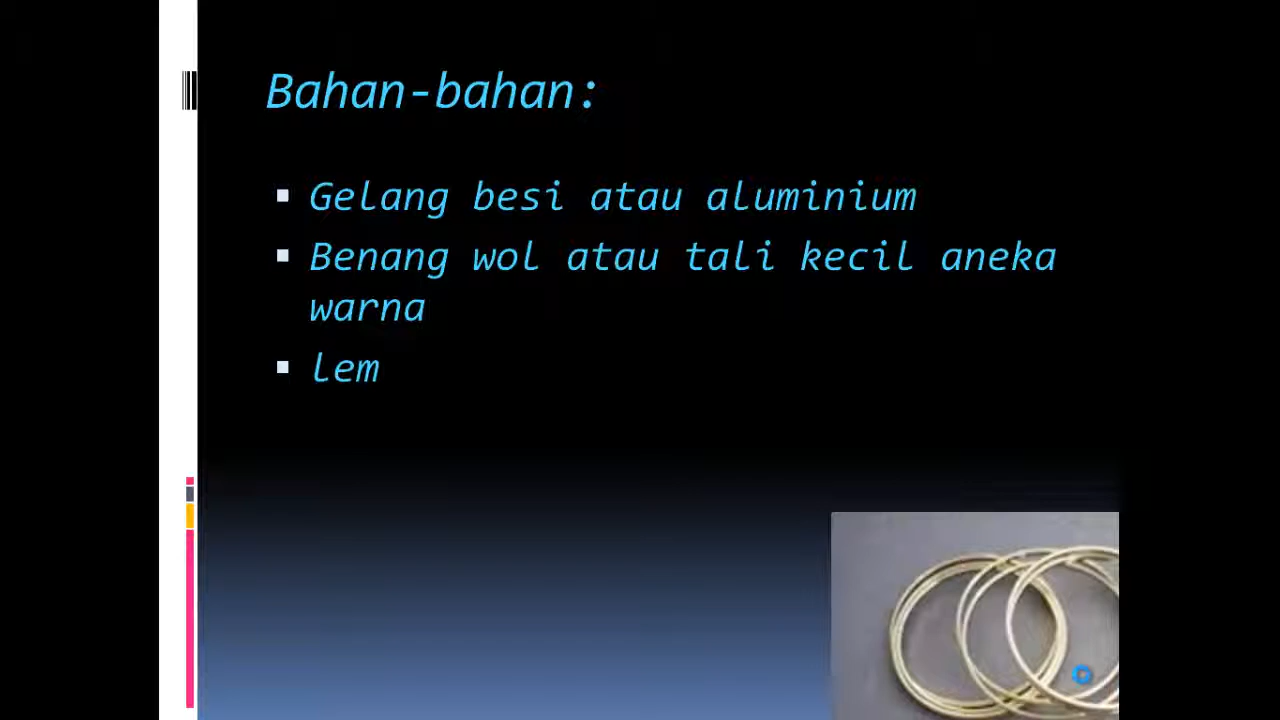 Bahan-bahan:
Gelang besi atau aluminium
Benang wol atau tali kecil aneka
warna
lem